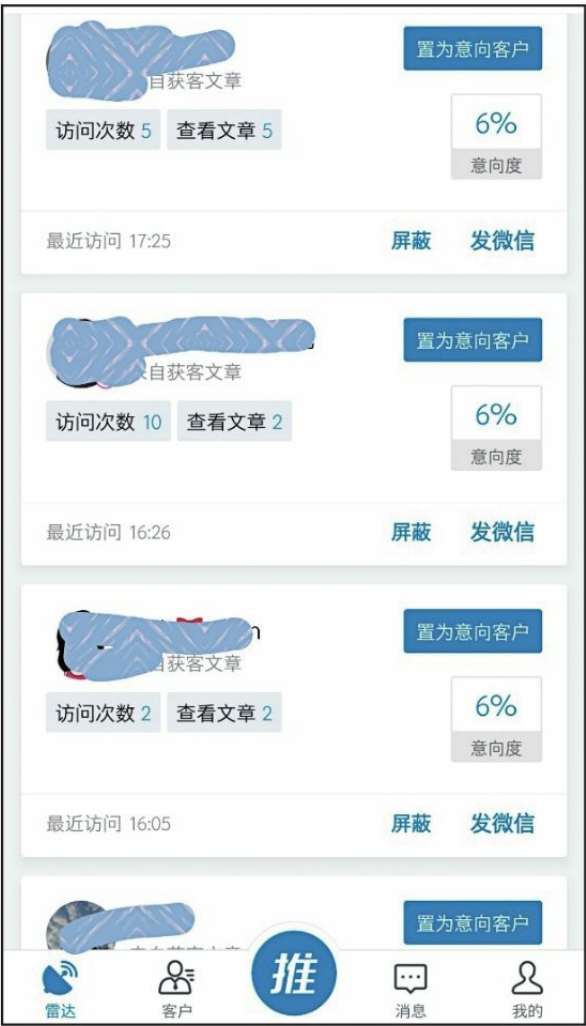 置为意向客户
自获客文章
访问次数 5 查看文章 5
6%
意向度
最近访问 17:25 屏蔽 发微信
置为意向客户
自获客文章
访问次数 10 查看文章 2
6%
意向度
最近访问 16:26 屏蔽 发微信
置为意向客户
自获客文章
访问次数 2 查看文章 2
6%
意向度
最近访问 16:05 屏蔽 发微信
置为意向客户
推
雷达 客户 消息 我的